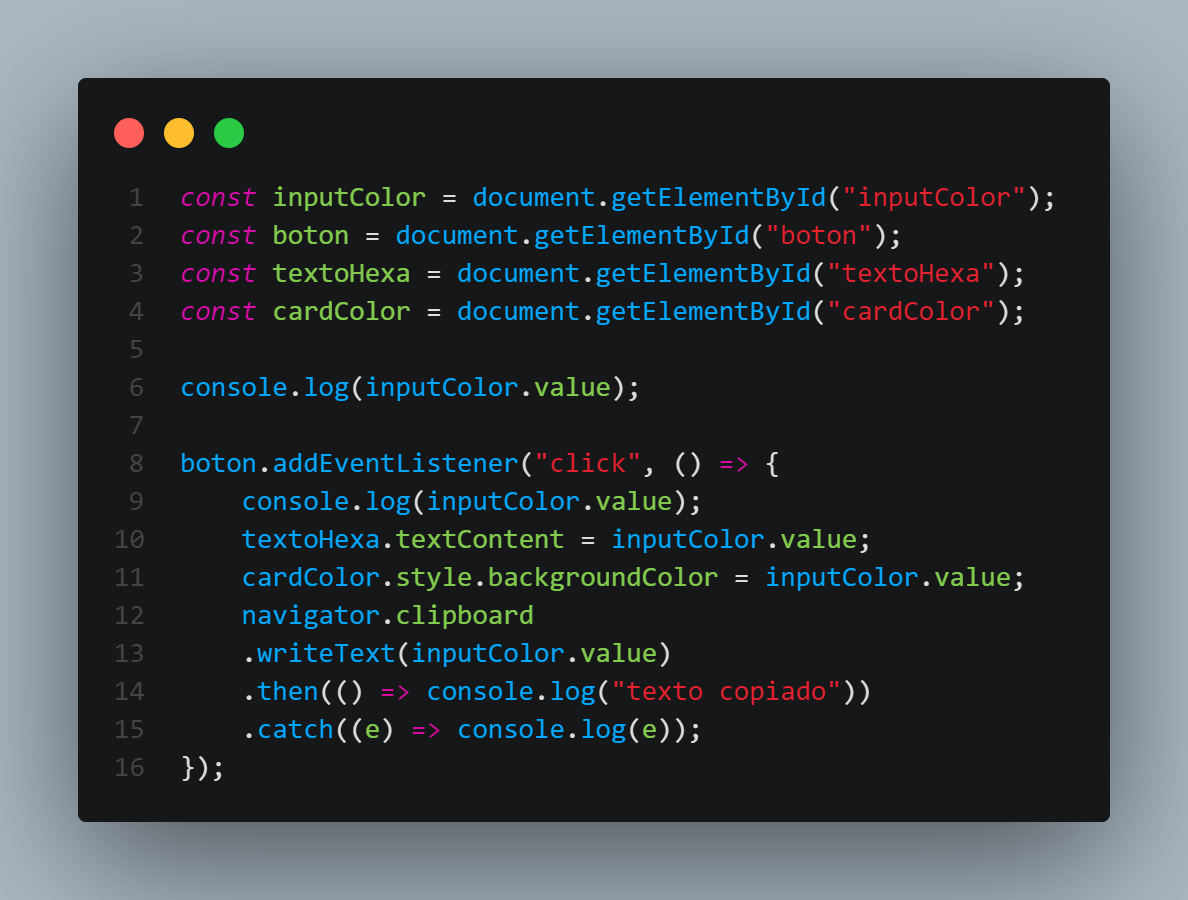 1 const inputColor = document.getElementById("inputColor");
2 const boton = document.getElementById("boton");
3 const textoHexa = document.getElementById("textoHexa");
4 const cardColor = document.getElementById("cardColor");
5
6 console.log(inputColor.value);
7
8 boton.addEventListener("click", () => {
9     console.log(inputColor.value);
10     textoHexa.textContent = inputColor.value;
11     cardColor.style.backgroundColor = inputColor.value;
12     navigator.clipboard
13     .writeText(inputColor.value)
14     .then(() => console.log("texto copiado"))
15     .catch((e) => console.log(e));
16 });